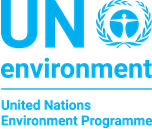 UN
environment
United Nations
Environment Programme